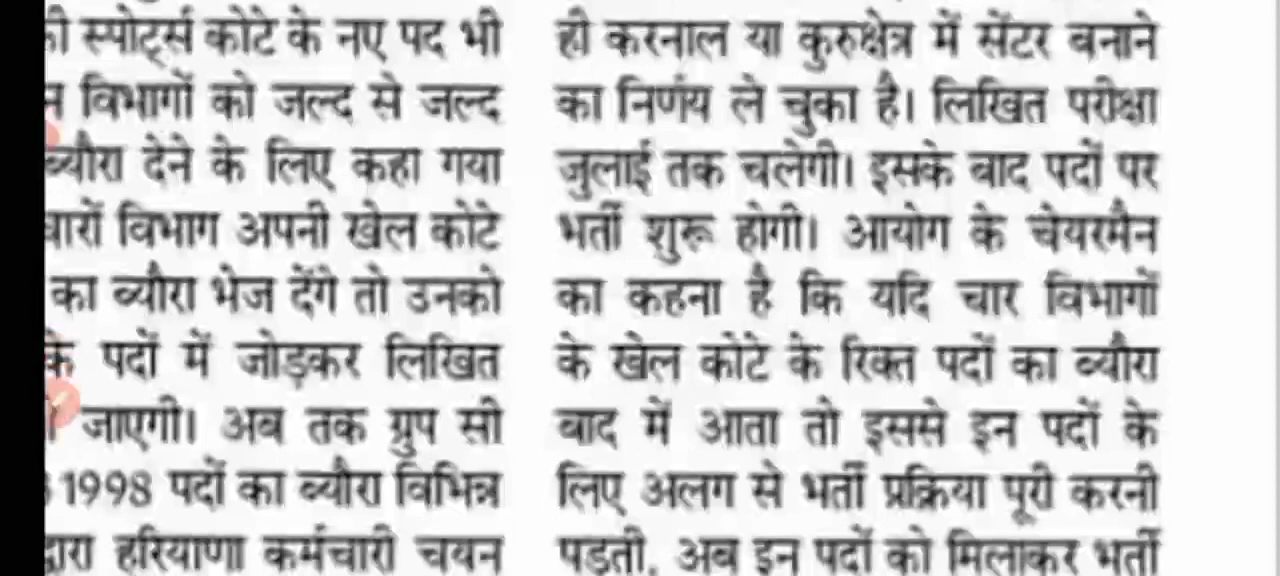 स्पोर्ट्स कोटे के नए पद भी
विभागों को जल्द से जल्द
ब्यौरा देने के लिए कहा गया
चारों विभाग अपनी खेल कोटे
का ब्यौरा भेज देंगे तो उनको
के पदों में जोड़कर लिखित
जाएगी। अब तक ग्रुप सी
1998 पदों का ब्यौरा विभिन्न
द्वारा हरियाणा कर्मचारी चयन
ही करनाल या कुरुक्षेत्र में सेंटर बनाने
का निर्णय ले चुका है। लिखित परीक्षा
जुलाई तक चलेगी। इसके बाद पदों पर
भर्ती शुरू होगी। आयोग के चेयरमैन
का कहना है कि यदि चार विभागों
के खेल कोटे के रिक्त पदों का ब्यौरा
बाद में आता तो इससे इन पदों के
लिए अलग से भर्ती प्रक्रिया पूरी करनी
पड़ती. अब इन पदों को मिलाकर भर्ती